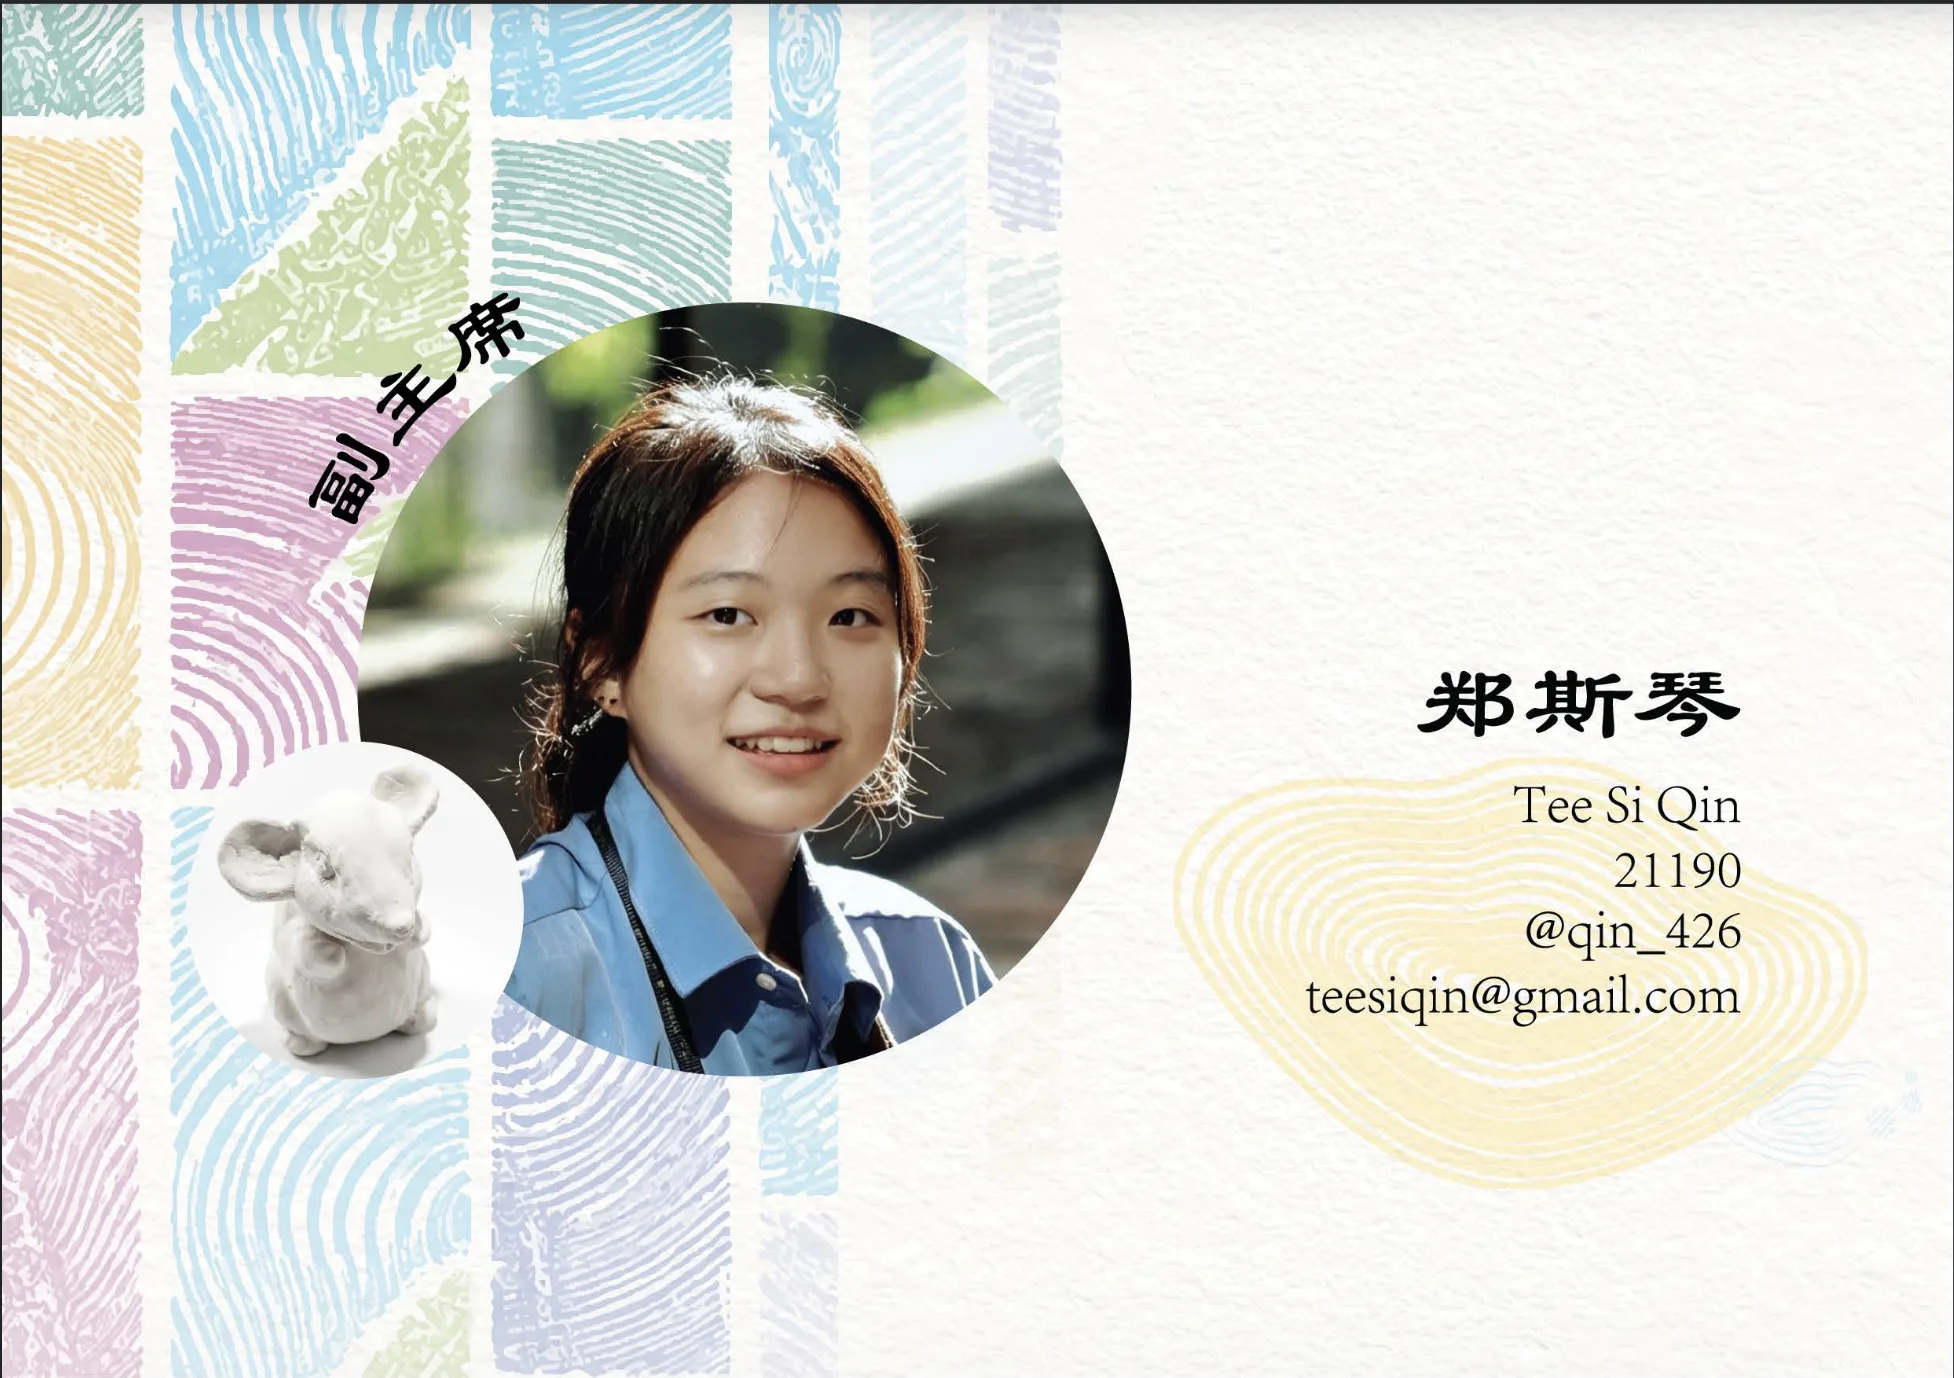 副主席
郑斯琴
Tee Si Qin
21190
@qin_426
teesiqin@gmail.com